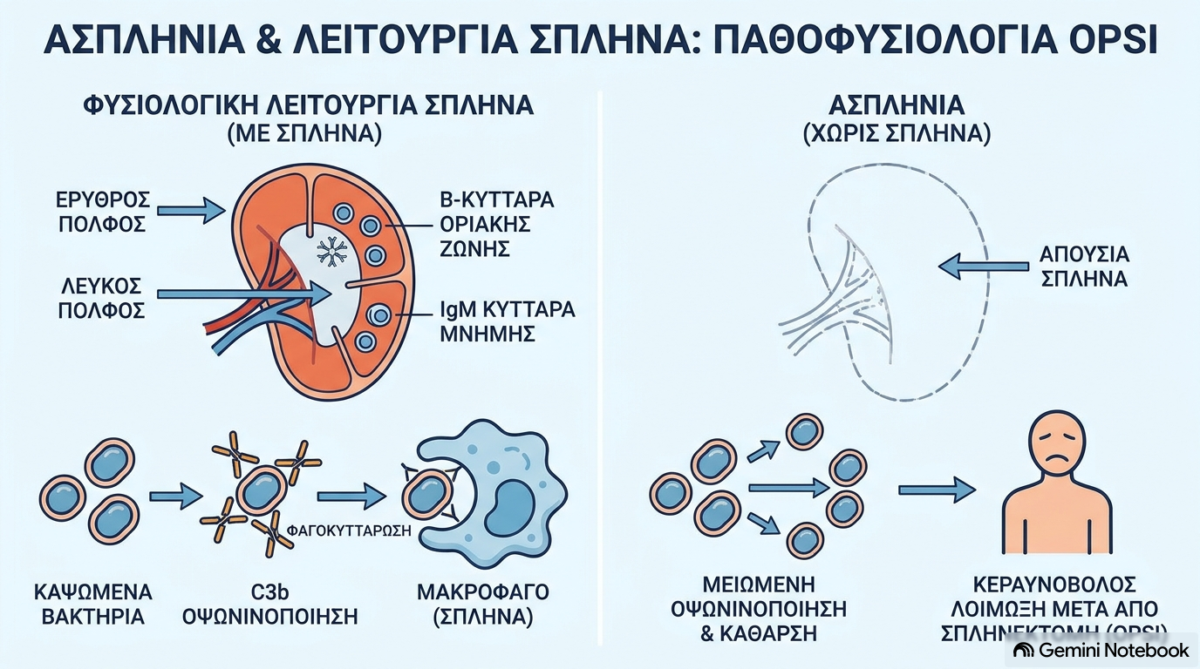 ΑΣΠΛΗΝΙΑ & ΛΕΙΤΟΥΡΓΙΑ ΣΠΛΗΝΑ: ΠΑΘΟΦΥΣΙΟΛΟΓΙΑ OPSI
ΦΥΣΙΟΛΟΓΙΚΗ ΛΕΙΤΟΥΡΓΙΑ ΣΠΛΗΝΑ
(ΜΕ ΣΠΛΗΝΑ)
ΕΡΥΘΡΟΣ
ΠΟΛΦΟΣ
ΛΕΥΚΟΣ
ΠΟΛΦΟΣ
Β-ΚΥΤΤΑΡΑ
ΟΡΙΑΚΗΣ
ΖΩΝΗΣ
IgM ΚΥΤΤΑΡΑ
ΜΝΗΜΗΣ
ΦΑΓΟΚΥΤΤΑΡΩΣΗ
ΚΑΨΩΜΕΝΑ
ΒΑΚΤΗΡΙΑ
C3b
ΟΨΩΝΙΝΟΠΟΙΗΣΗ
ΜΑΚΡΟΦΑΓΟ
(ΣΠΛΗΝΑ)
ΑΣΠΛΗΝΙΑ
(ΧΩΡΙΣ ΣΠΛΗΝΑ)
ΑΠΟΥΣΙΑ
ΣΠΛΗΝΑ
ΜΕΙΩΜΕΝΗ
ΟΨΩΝΙΝΟΠΟΙΗΣΗ
& ΚΑΘΑΡΣΗ
ΚΕΡΑΥΝΟΒΟΛΟΣ
ΛΟΙΜΩΞΗ ΜΕΤΑ ΑΠΟ
ΣΠΛΗΝΕΚΤΟΜΗ (OPSI)
Gemini Notebook